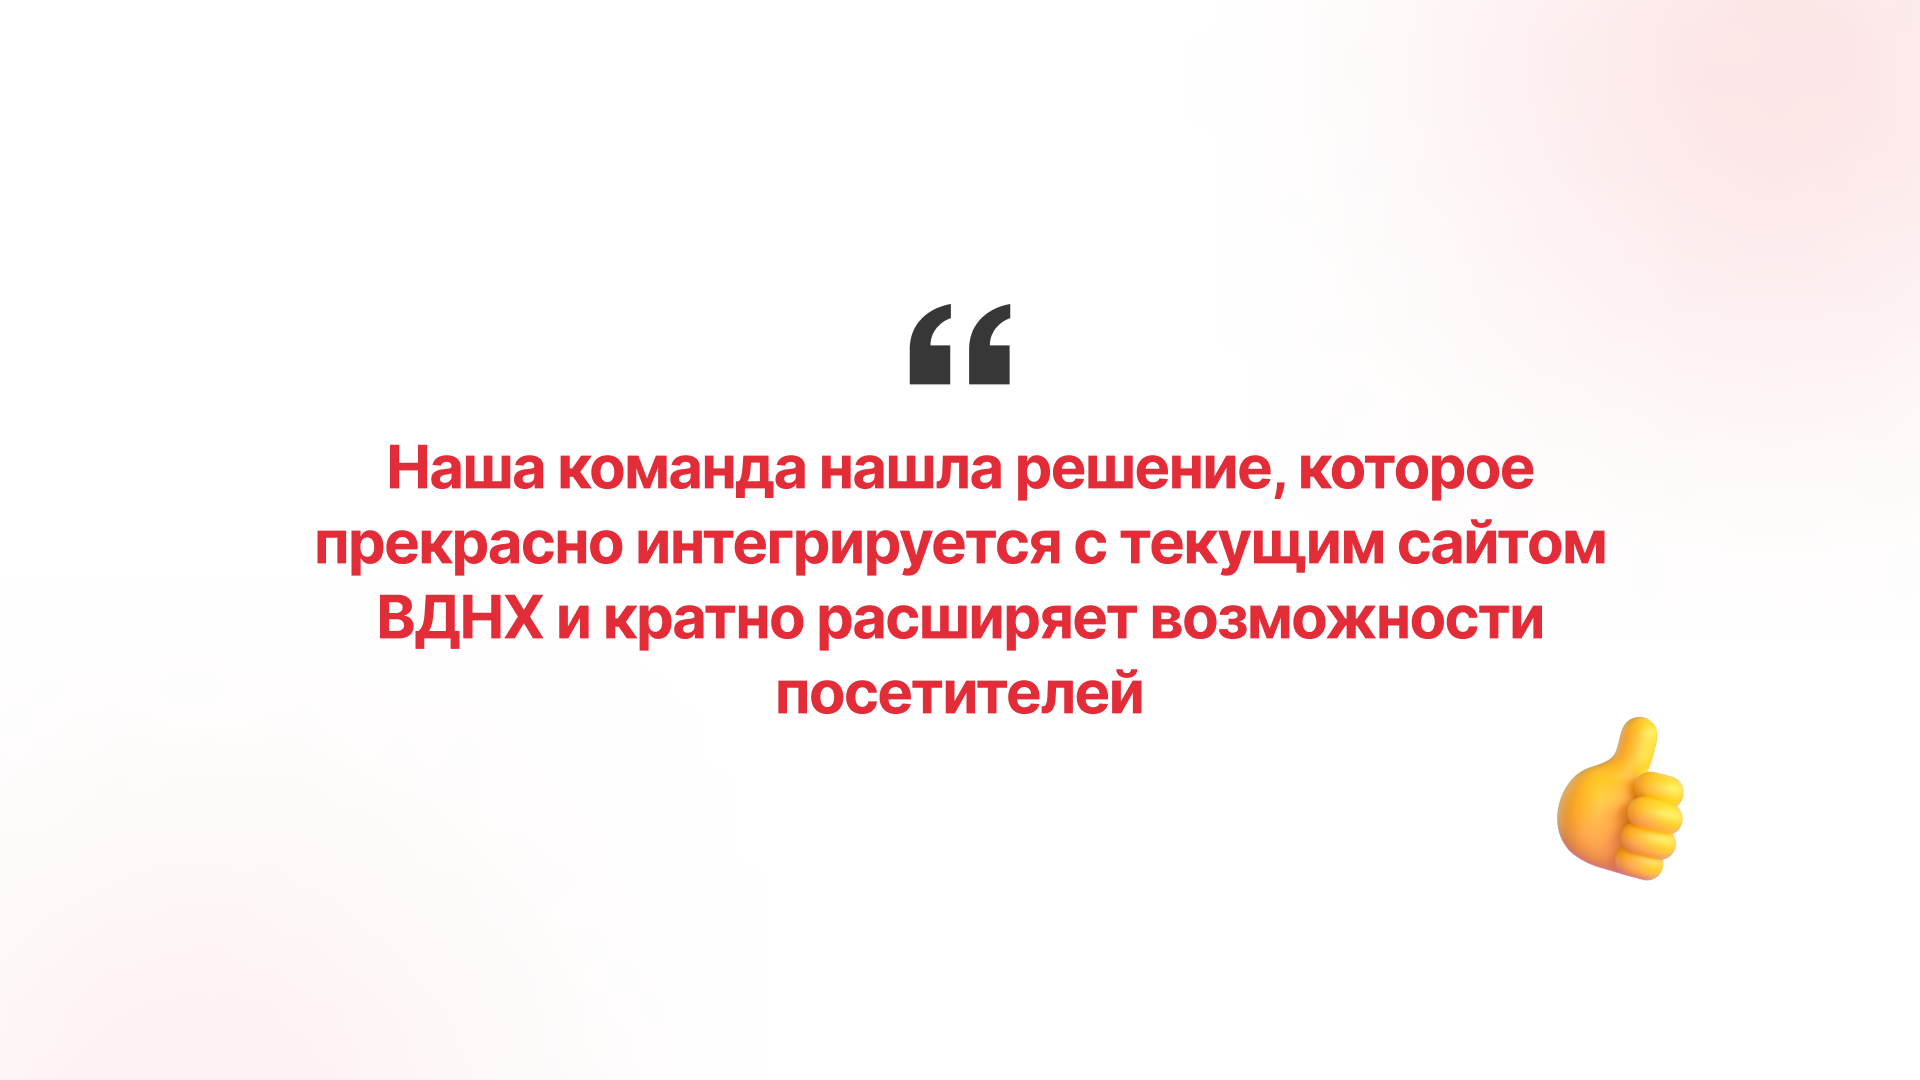 “
Наша команда нашла решение, которое
прекрасно интегрируется с текущим сайтом
ВДНХ и кратно расширяет возможности
посетителей